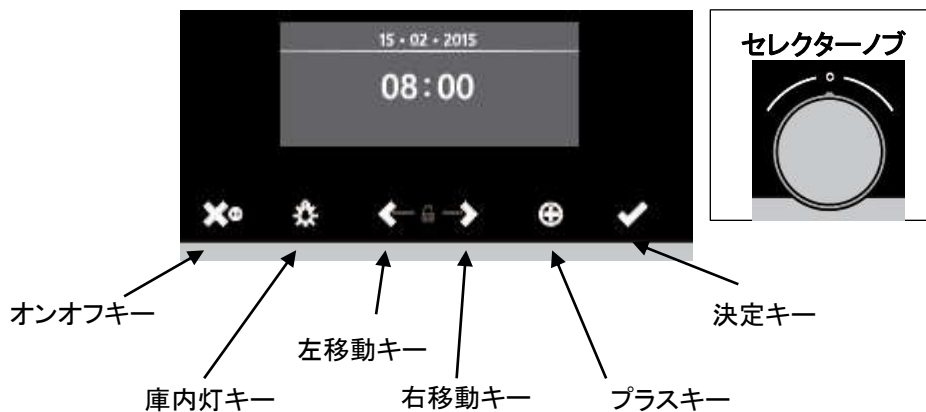 15・02・2015
08:00
セレクターノブ
オンオフキー
庫内灯キー
左移動キー
右移動キー
プラスキー
決定キー